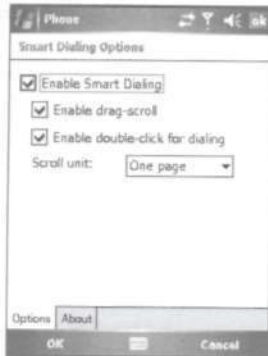 Phone
ok
Smart Dialing Options
Enable Smart Dialing
Enable drag-scroll
Enable double-click for dialing
Scroll unit: One page
Options About
OK Cancel